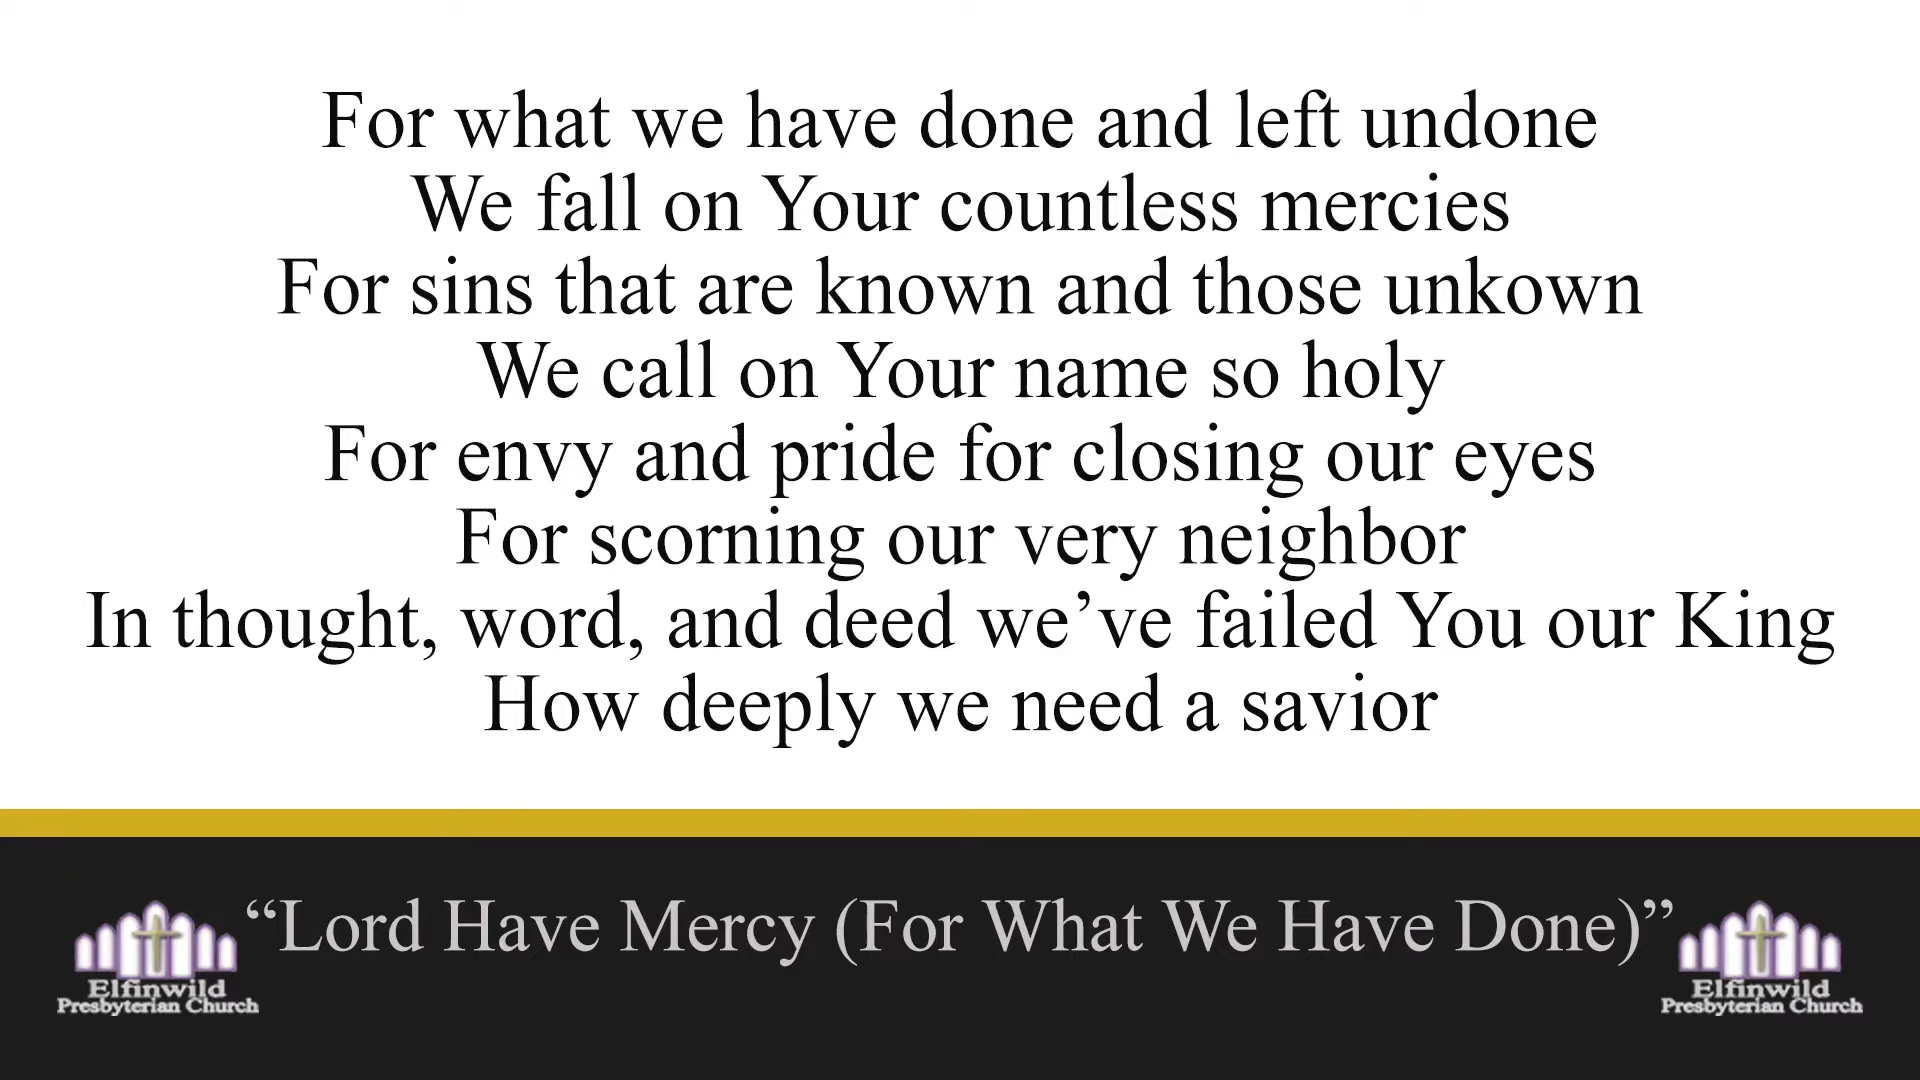 For what we have done and left undone
We fall on Your countless mercies
For sins that are known and those unkown
We call on Your name so holy
For envy and pride for closing our eyes
For scorning our very neighbor
In thought, word, and deed we’ve failed You our King
How deeply we need a savior
“Lord Have Mercy (For What We Have Done)”
Elfinwild
Presbyterian Church
Elfinwild
Presbyterian Church